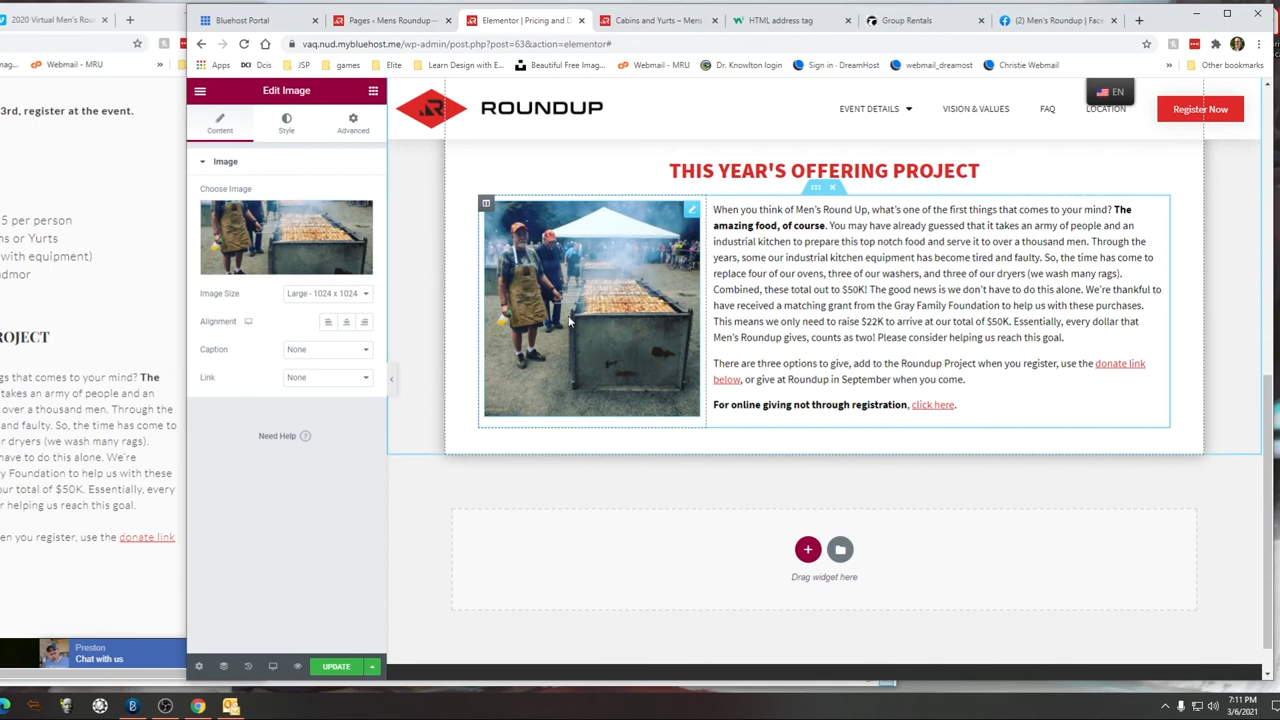 2020 Virtual Men's Rou
Bluehost Portal
Pages ‹ Mens Roundup —
Elementor | Pricing and D
Cabins and Yurts – Mens
HTML address tag
Group Rentals
(2) Men's Roundup | Face
vaq.nud.mybluehost.me/wp-admin/post.php?post=63&action=elementor#
Webmail - MRU
»
Apps
DCI Dcis
JSP
games
Elite
Learn Design with E...
Beautiful Free Imag...
Webmail - MRU
Dr. Knowlton login
Sign in - DreamHost
webmail_dreamost
Christie Webmail
»
Other bookmarks
3rd, register at the event.
5 per person
ns or Yurts
with equipment)
admor
ROJECT
ngs that comes to your mind? The
takes an army of people and an
over a thousand men. Through the
and faulty. So, the time has come to
r dryers (we wash many rags).
have to do this alone. We're
y Foundation to help us with these
our total of $50K. Essentially, every
r helping us reach this goal.
en you register, use the donate link
Preston
Chat with us
Edit Image
Content
Style
Advanced
Image
Choose Image
Image Size
Large - 1024 x 1024
Alignment
Caption
None
Link
None
Need Help ?
UPDATE
ROUNDUP
EVENT DETAILS
VISION & VALUES
FAQ
LOCATION
EN
Register Now
THIS YEAR'S OFFERING PROJECT
When you think of Men's Round Up, what's one of the first things that comes to your mind? The
amazing food, of course. You may have already guessed that it takes an army of people and an
industrial kitchen to prepare this top notch food and serve it to over a thousand men. Through the
years, some our industrial kitchen equipment has become tired and faulty. So, the time has come to
replace four of our ovens, three of our washers, and three of our dryers (we wash many rags).
Combined, these total out to $50K! The good news is we don't have to do this alone. We're thankful to
have received a matching grant from the Gray Family Foundation to help us with these purchases.
This means we only need to raise $22K to arrive at our total of $50K. Essentially, every dollar that
Men's Roundup gives, counts as two! Please consider helping us reach this goal.
There are three options to give, add to the Roundup Project when you register, use the donate link
below, or give at Roundup in September when you come.
For online giving not through registration, click here.
Drag widget here
7:11 PM
3/6/2021